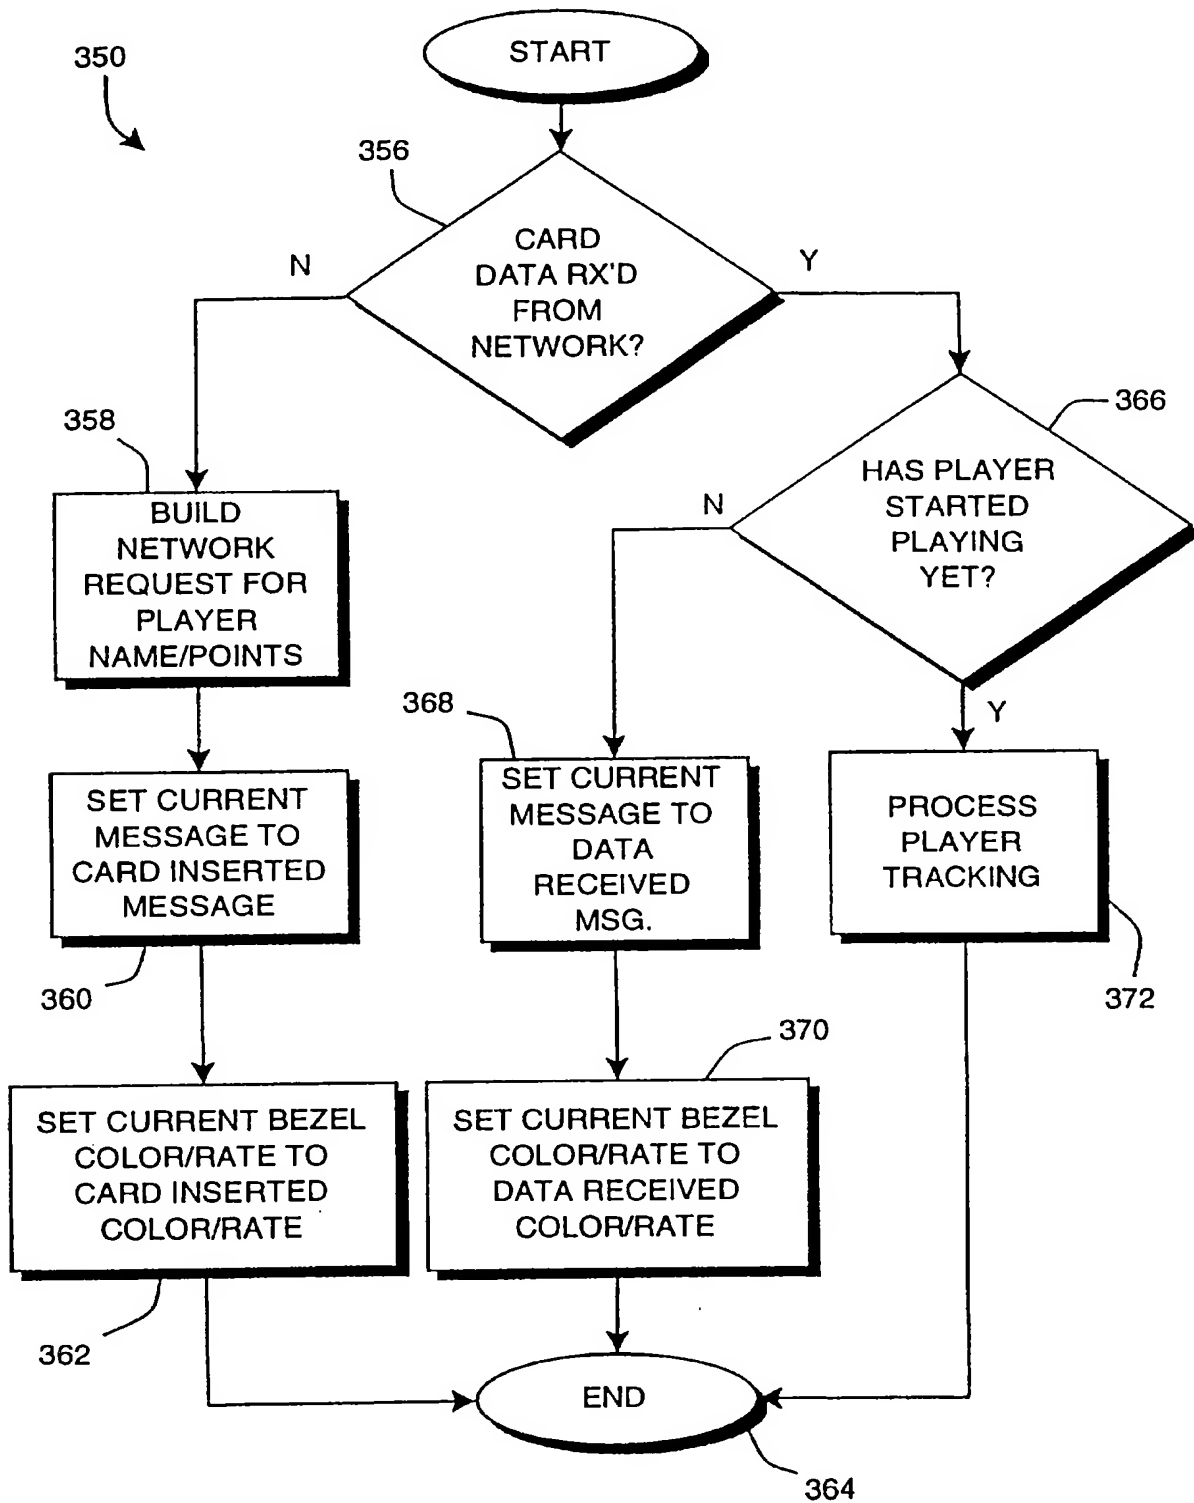 START
350
356
CARD
DATA RX'D
FROM
NETWORK?
N
Y
358
BUILD
NETWORK
REQUEST FOR
PLAYER
NAME/POINTS
366
HAS PLAYER
STARTED
PLAYING
YET?
N
Y
368
SET CURRENT
MESSAGE TO
DATA
RECEIVED
MSG.
PROCESS
PLAYER
TRACKING
372
SET CURRENT
MESSAGE TO
CARD INSERTED
MESSAGE
360
370
SET CURRENT BEZEL
COLOR/RATE TO
CARD INSERTED
COLOR/RATE
362
SET CURRENT BEZEL
COLOR/RATE TO
DATA RECEIVED
COLOR/RATE
END
364